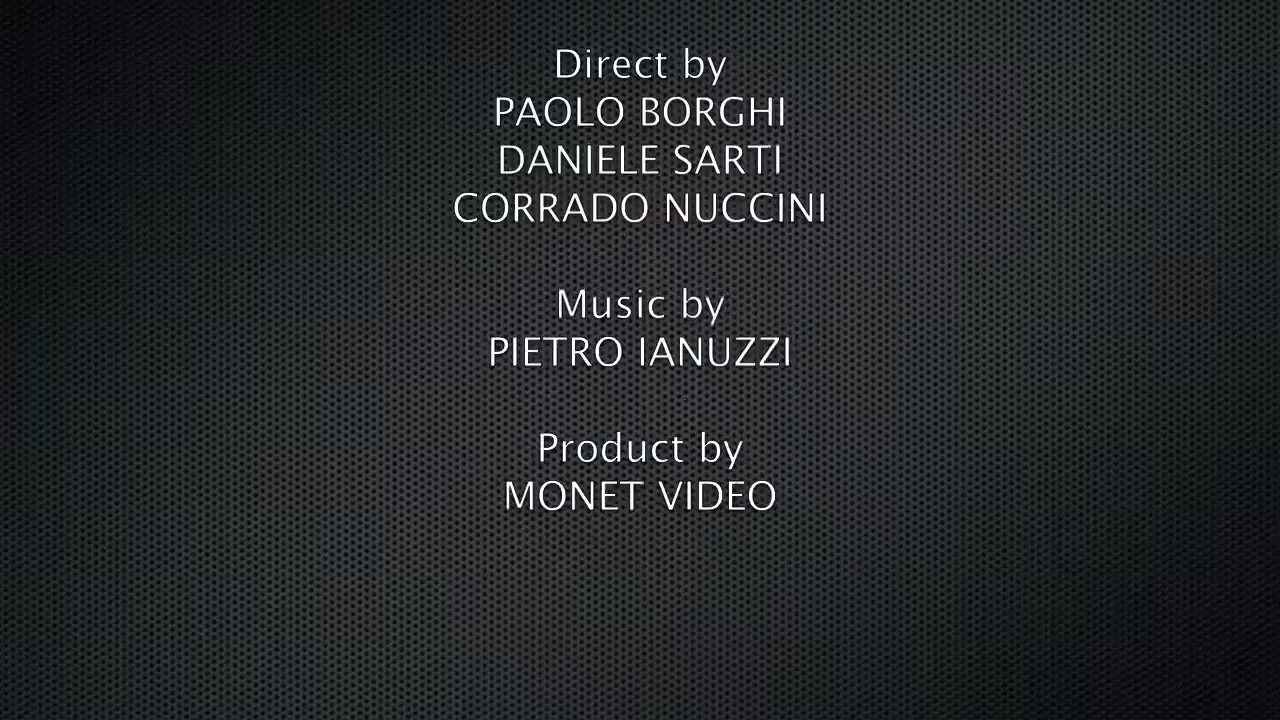 Direct by
PAOLO BORGHI
DANIELE SARTI
CORRADO NUCCINI
Music by
PIETRO IANUZZI
Product by
MONET VIDEO